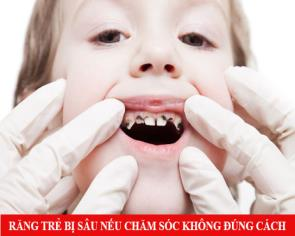 RĂNG TRẺ BỊ SÂU NẾU CHĂM SÓC KHÔNG ĐÚNG CÁCH